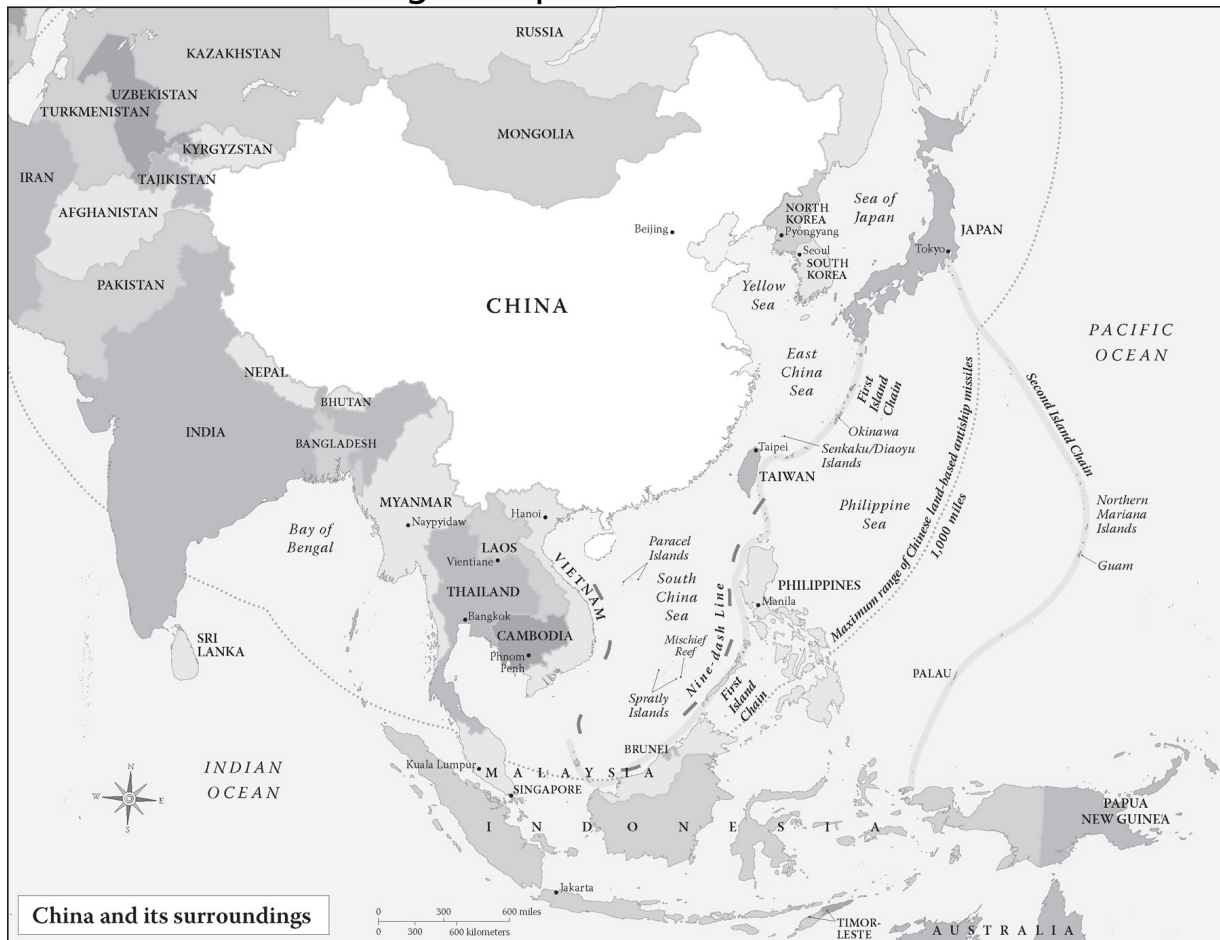 RUSSIA
KAZAKHSTAN
UZBEKISTAN
TURKMENISTAN
MONGOLIA
KYRGYZSTAN
IRAN
TAJIKISTAN
AFGHANISTAN
NORTH
KOREA
Pyongyang
Sea of
Japan
Beijing
JAPAN
Tokyo
Seoul
SOUTH
KOREA
PAKISTAN
Yellow
Sea
CHINA
PACIFIC
OCEAN
East
China
Sea
NEPAL
BHUTAN
First
Island
Chain
Second Island Chain
INDIA
BANGLADESH
Okinawa
Senkaku/Diaoyu
Islands
Taipei
TAIWAN
Maximum range of Chinese land-based antiship missiles
1,000 miles
MYANMAR
Naypyidaw
Hanoi
Philippine
Sea
Northern
Mariana
Islands
Bay of
Bengal
LAOS
Vientiane
VIETNAM
Paracel
Islands
South
China
Sea
Guam
THAILAND
PHILIPPINES
Manila
Bangkok
CAMBODIA
Phnom
Penh
Mischief
Reef
Nine-dash Line
SRI
LANKA
Spratly
Islands
First
Island
Chain
PALAU
BRUNEI
INDIAN
OCEAN
Kuala Lumpur
MALAYSIA
SINGAPORE
N
W
E
S
INDONESIA
PAPUA
NEW GUINEA
Jakarta
China and its surroundings
0 300 600 miles
0 300 600 kilometers
TIMOR-
LESTE
AUSTRALIA